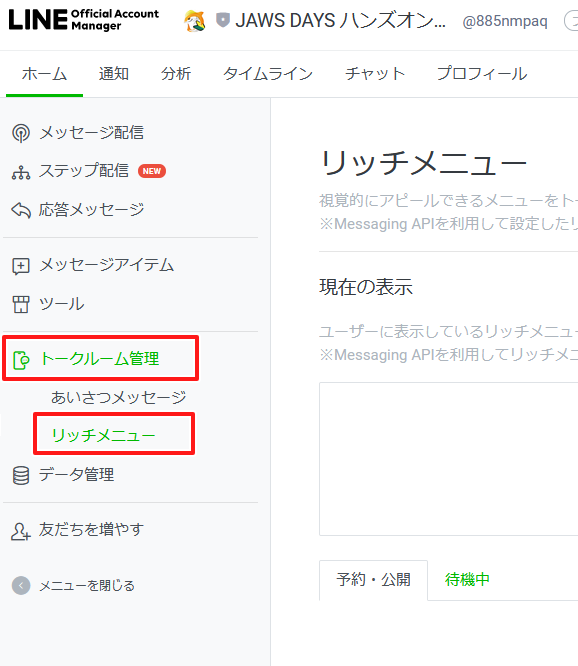 LINE Official Account Manager
JAWS DAYS ハンズオン... @885nmpaq
ホーム 通知 分析 タイムライン チャット プロフィール
メッセージ配信
ステップ配信 NEW
応答メッセージ
メッセージアイテム
ツール
トークルーム管理
あいさつメッセージ
リッチメニュー
データ管理
友だちを増やす
メニューを閉じる
リッチメニュー
視覚的にアピールできるメニューをトー
※Messaging APIを利用して設定したリ
現在の表示
ユーザーに表示しているリッチメニュー
※Messaging APIを利用してリッチメニ
予約・公開 待機中